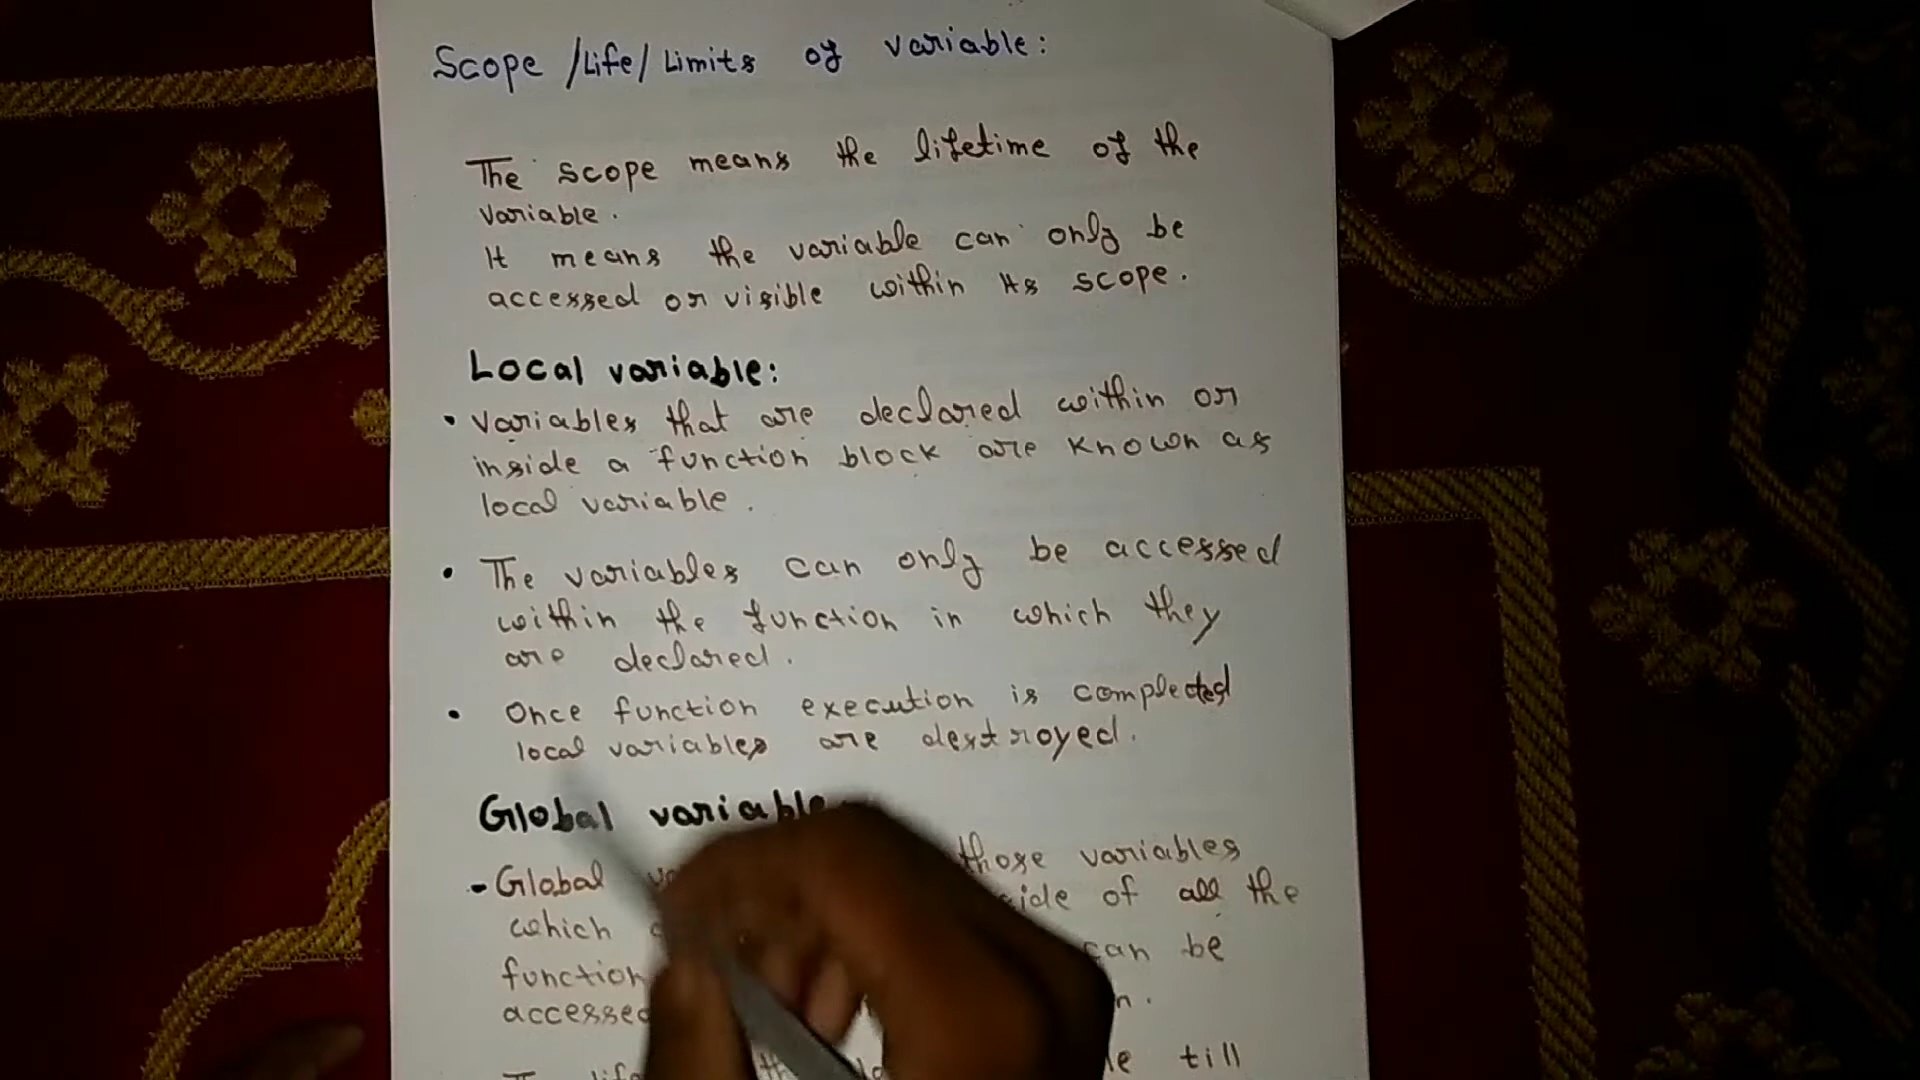 Scope /Life/ Limits of variable:
The scope means the lifetime of the
variable.
It means the variable can only be
accessed or visible within its scope.
Local variable:
• Variables that are declared within or
inside a function block are known as
local variable.
• The variables can only be accessed
within the function in which they
are declared.
• Once function execution is completed
local variables are destroyed.
Global variable
- Global those variables
which of all the
function can be
accessed
till